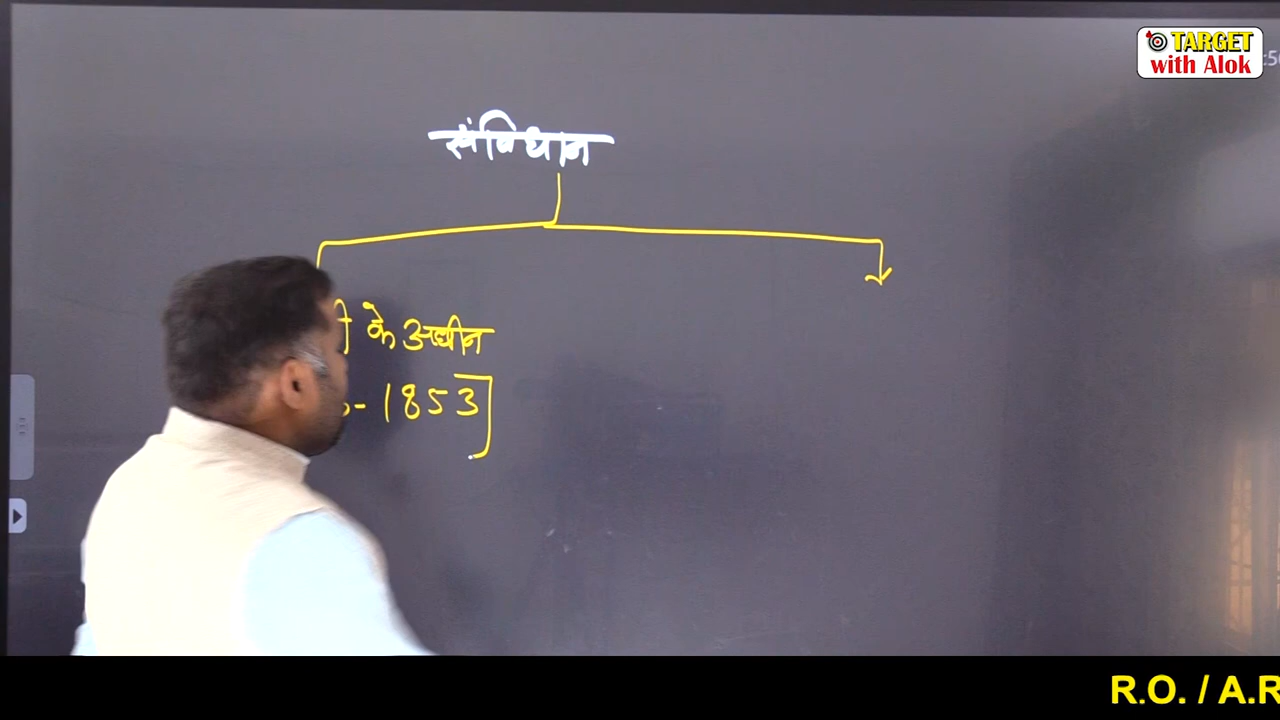 TARGET
with Alok
संविधान
के अधीन
- 1853]
R.O. / A.R